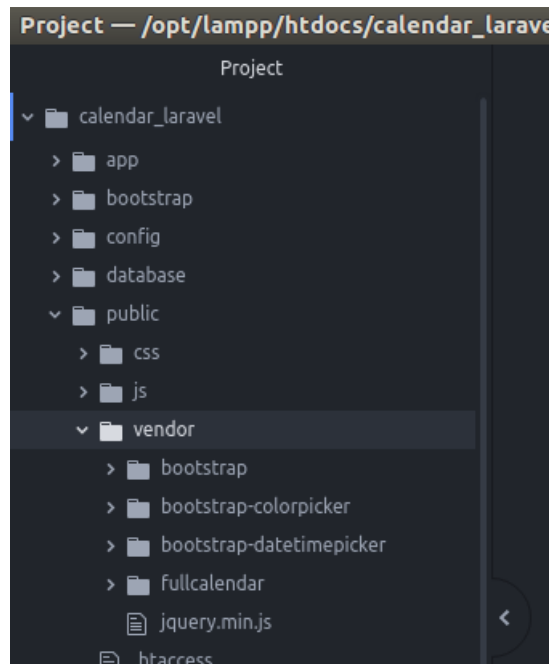 Project — /opt/lampp/htdocs/calendar_larave
Project
calendar_laravel
app
bootstrap
config
database
public
css
js
vendor
bootstrap
bootstrap-colorpicker
bootstrap-datetimepicker
fullcalendar
jquery.min.js
.htaccess